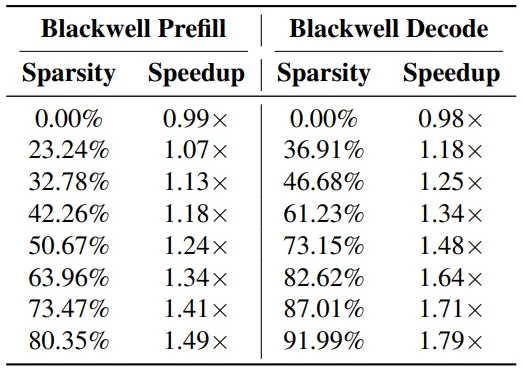 Blackwell Prefill Blackwell Decode
Sparsity Speedup Sparsity Speedup
0.00% 0.99× 0.00% 0.98×
23.24% 1.07× 36.91% 1.18×
32.78% 1.13× 46.68% 1.25×
42.26% 1.18× 61.23% 1.34×
50.67% 1.24× 73.15% 1.48×
63.96% 1.34× 82.62% 1.64×
73.47% 1.41× 87.01% 1.71×
80.35% 1.49× 91.99% 1.79×